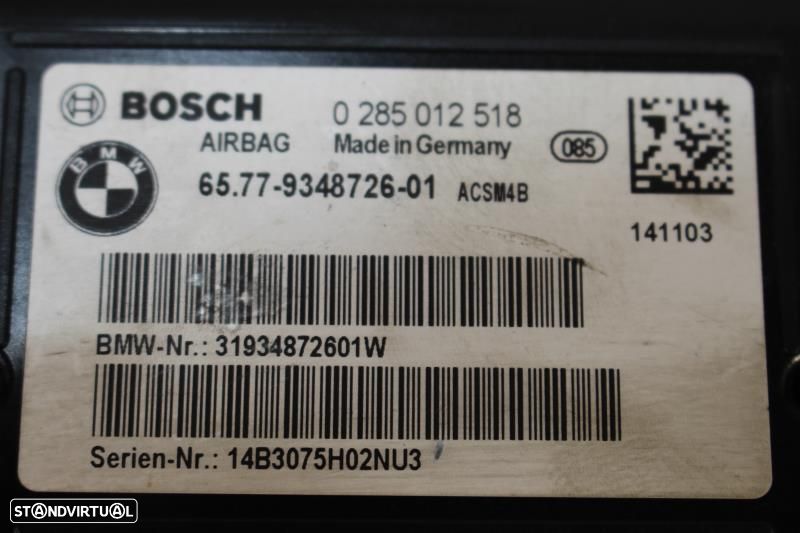 BOSCH 0 285 012 518
AIRBAG Made in Germany 085
BMW
65.77-9348726-01 ACSM4B
141103
BMW-Nr.: 31934872601W
Serien-Nr.: 14B3075H02NU3
STANDVIRTUAL